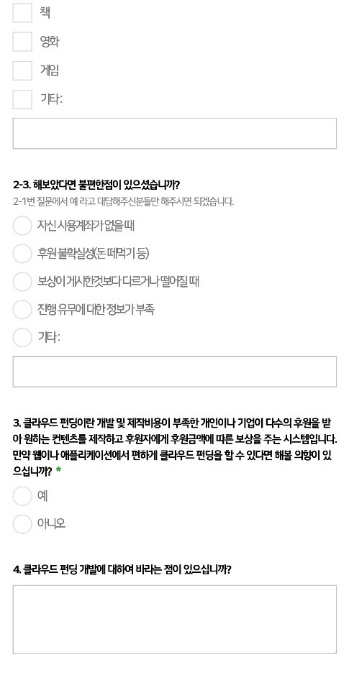 책
영화
게임
기타 :
2-3. 해보았다면 불편한점이 있으셨습니까?
2-1번 질문에서 예 라고 대답해주신분들만 해주시면 되겠습니다.
자신 사용계좌가 없을 때
후원 불확실성(돈 떼먹기 등)
보상이 게시한것보다 다르거나 떨어질 때
진행 유무에 대한 정보가 부족
기타 :
3. 클라우드 펀딩이란 개발 및 제작비용이 부족한 개인이나 기업이 다수의 후원을 받
아 원하는 컨텐츠를 제작하고 후원자에게 후원금액에 따른 보상을 주는 시스템입니다.
만약 웹이나 애플리케이션에서 편하게 클라우드 펀딩을 할 수 있다면 해볼 의향이 있
으십니까? *
예
아니오
4. 클라우드 펀딩 개발에 대하여 바라는 점이 있으십니까?